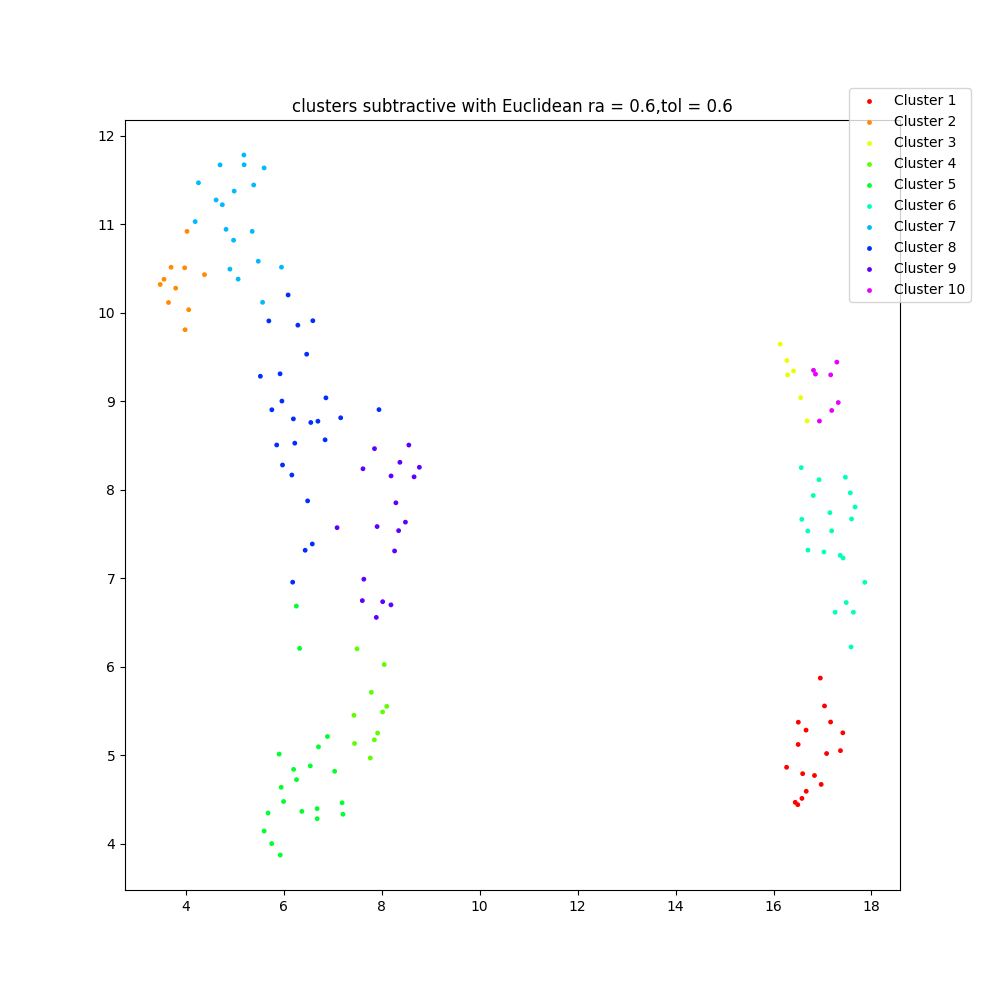 clusters subtractive with Euclidean ra = 0.6,tol = 0.6
Cluster 1
Cluster 2
Cluster 3
Cluster 4
Cluster 5
Cluster 6
Cluster 7
Cluster 8
Cluster 9
Cluster 10
12
11
10
9
8
7
6
5
4
4 6 8 10 12 14 16 18